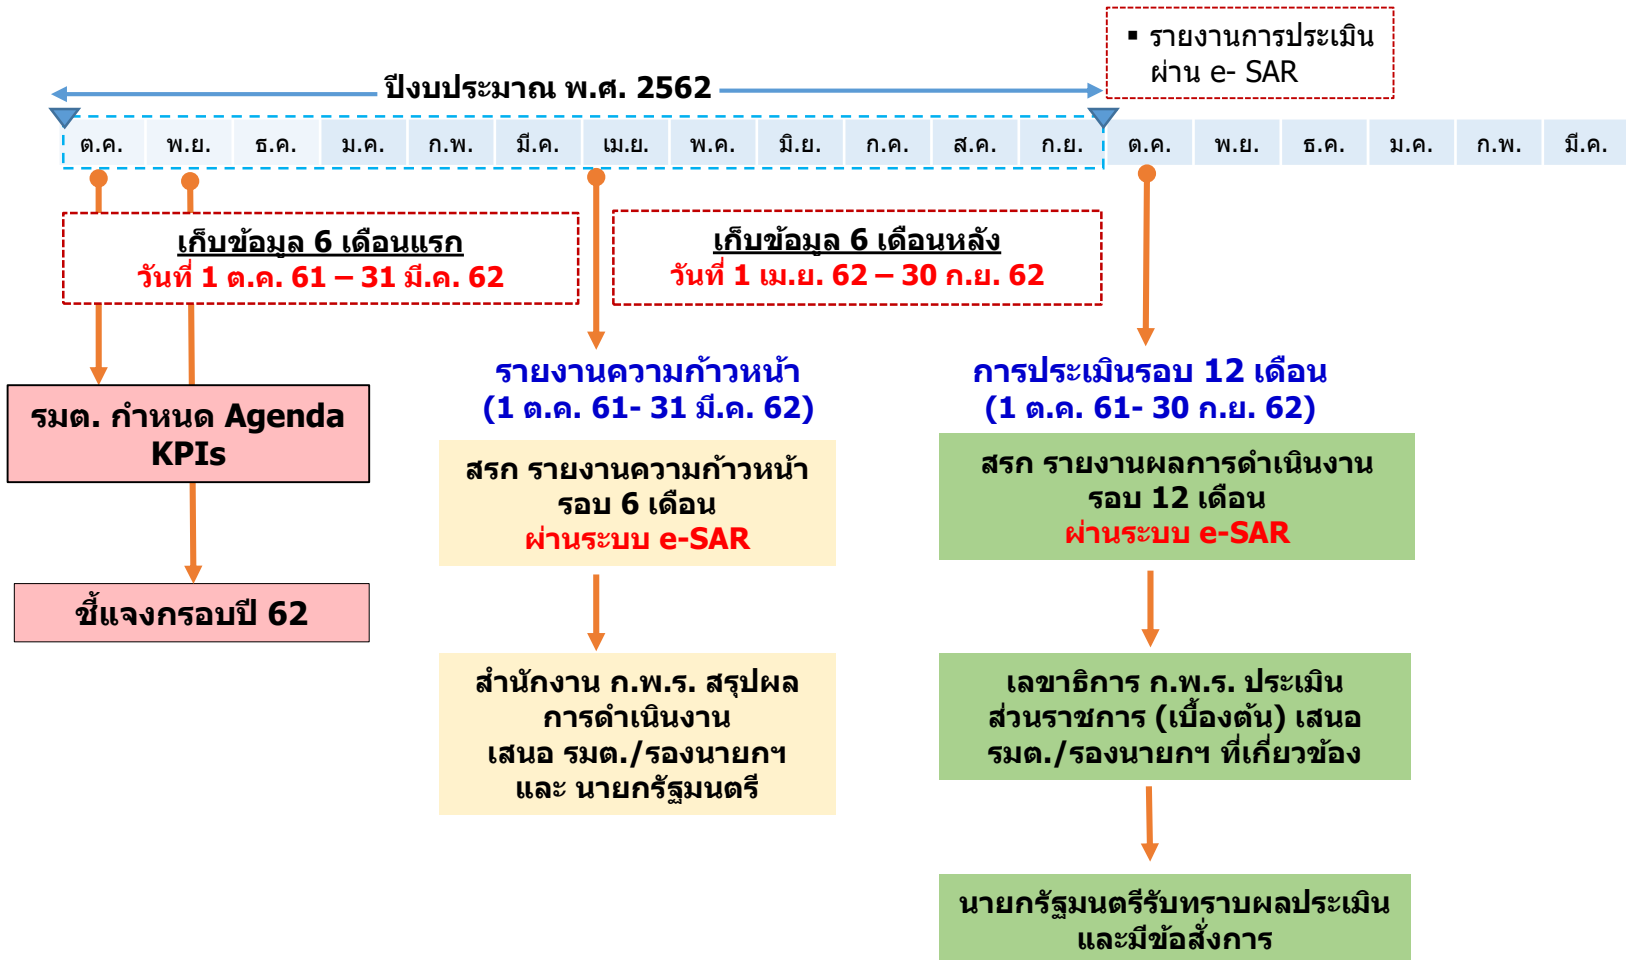 ▪ รายงานการประเมิน
ผ่าน e- SAR
ปีงบประมาณ พ.ศ. 2562
ต.ค. พ.ย. ธ.ค. ม.ค. ก.พ. มี.ค. เม.ย. พ.ค. มิ.ย. ก.ค. ส.ค. ก.ย. ต.ค. พ.ย. ธ.ค. ม.ค. ก.พ. มี.ค.
เก็บข้อมูล 6 เดือนแรก
วันที่ 1 ต.ค. 61 – 31 มี.ค. 62
เก็บข้อมูล 6 เดือนหลัง
วันที่ 1 เม.ย. 62 – 30 ก.ย. 62
รมต. กำหนด Agenda
KPIs
ชี้แจงกรอบปี 62
รายงานความก้าวหน้า
(1 ต.ค. 61- 31 มี.ค. 62)
สรก รายงานความก้าวหน้า
รอบ 6 เดือน
ผ่านระบบ e-SAR
สำนักงาน ก.พ.ร. สรุปผล
การดำเนินงาน
เสนอ รมต./รองนายกฯ
และ นายกรัฐมนตรี
การประเมินรอบ 12 เดือน
(1 ต.ค. 61- 30 ก.ย. 62)
สรก รายงานผลการดำเนินงาน
รอบ 12 เดือน
ผ่านระบบ e-SAR
เลขาธิการ ก.พ.ร. ประเมิน
ส่วนราชการ (เบื้องต้น) เสนอ
รมต./รองนายกฯ ที่เกี่ยวข้อง
นายกรัฐมนตรีรับทราบผลประเมิน
และมีข้อสั่งการ